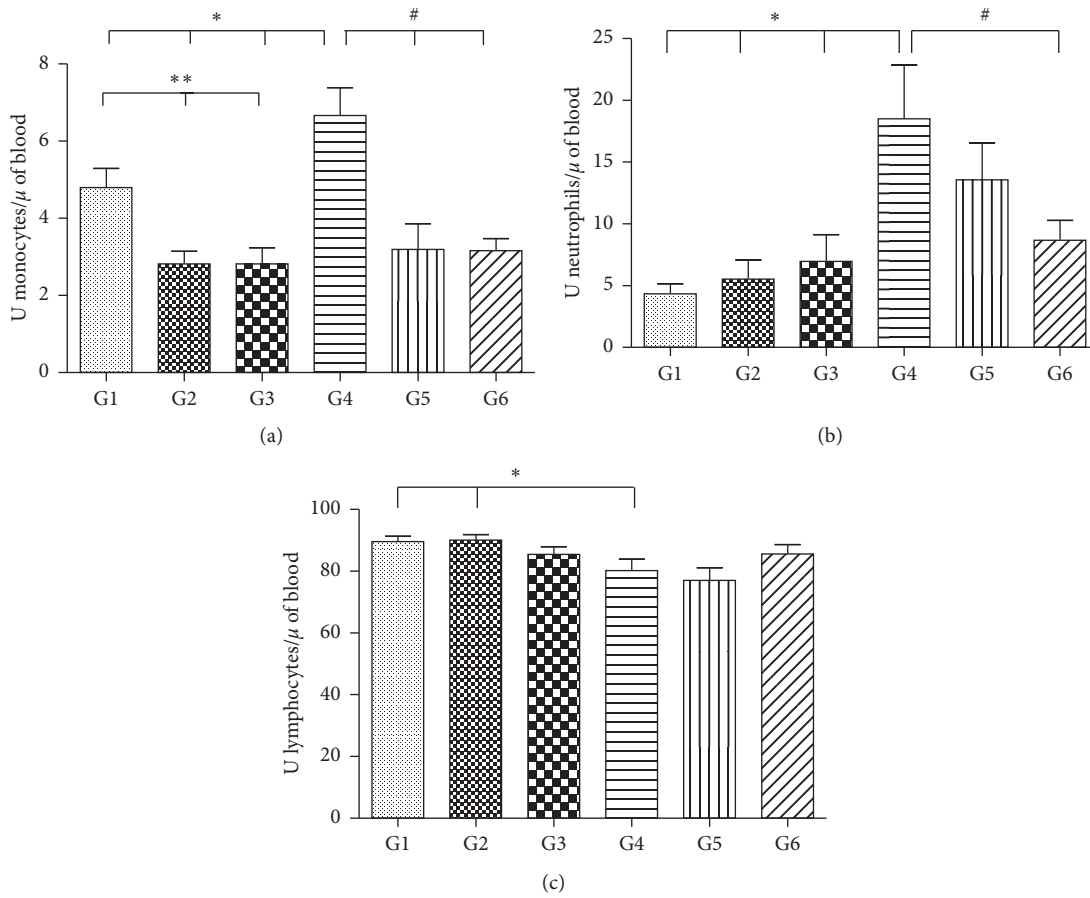 *
#
**
8
6
4
2
0
U monocytes/μ of blood
G1 G2 G3 G4 G5 G6
(a)
*
#
25
20
15
10
5
0
U neutrophils/μ of blood
G1 G2 G3 G4 G5 G6
(b)
*
100
80
60
40
20
0
U lymphocytes/μ of blood
G1 G2 G3 G4 G5 G6
(c)